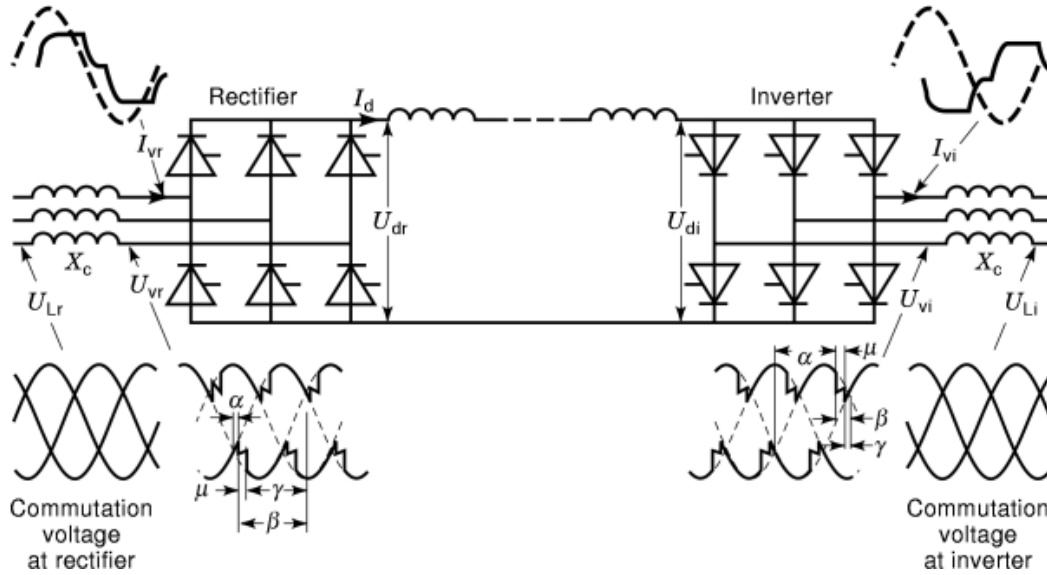 Rectifier
I_d
Inverter
I_vr
I_vi
U_dr
U_di
X_c
X_c
U_Lr
U_vr
U_vi
U_Li
α
μ
α
β
γ
μ
γ
β
Commutation
voltage
at rectifier
Commutation
voltage
at inverter